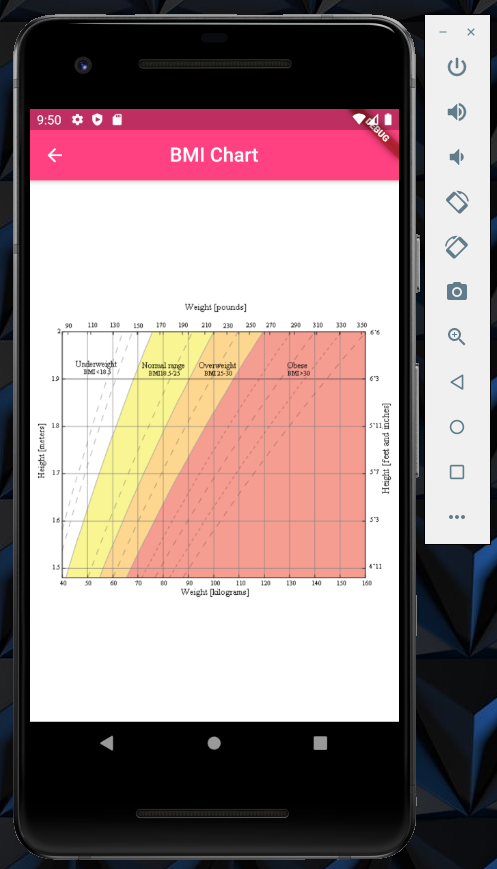 9:50
DEBUG
BMI Chart
Weight [pounds]
90 110 130 150 170 190 210 230 250 270 290 310 330 350
2 6"6
Underweight Normal range Overweight Obese
BMI<18.5 BMI18.5-25 BMI 25-30 BMI>30
1.9 6"3
1.8 5"11
Height [meters]
Height [feet and inches]
1.7 5"7
1.6 5"3
1.5 4"11
40 50 60 70 80 90 100 110 120 130 140 150 160
Weight [kilograms]